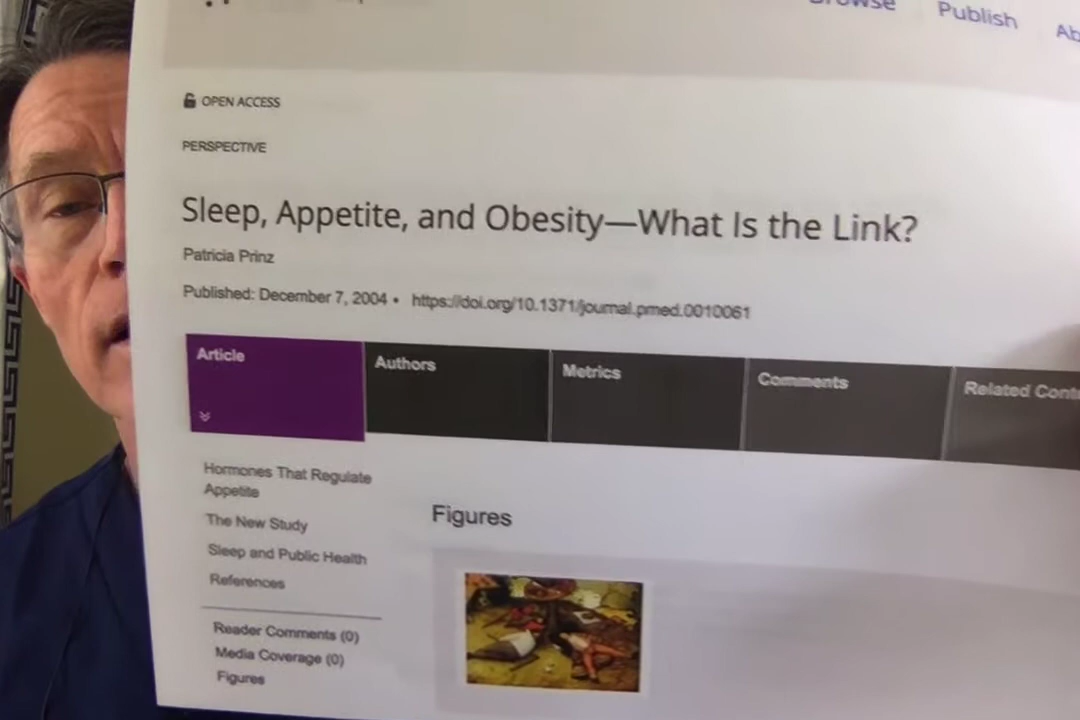 Browse Publish
OPEN ACCESS
PERSPECTIVE
Sleep, Appetite, and Obesity—What Is the Link?
Patricia Prinz
Published: December 7, 2004 • https://doi.org/10.1371/journal.pmed.0010061
Article Authors Metrics Comments Related
Hormones That Regulate
Appetite
The New Study
Sleep and Public Health
References
Figures
Reader Comments (0)
Media Coverage (0)
Figures